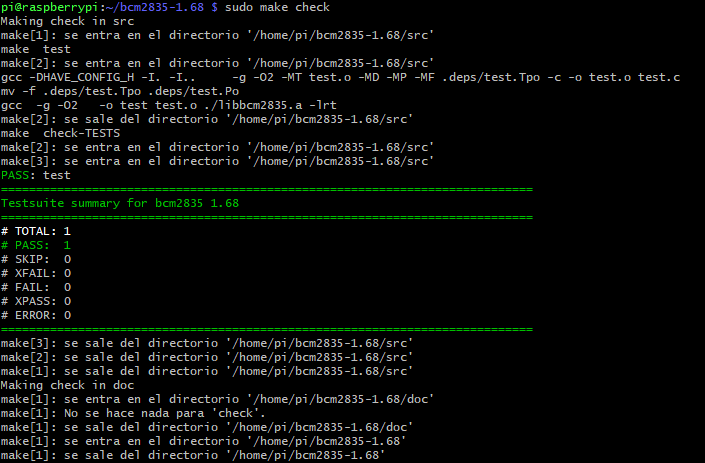 pi@raspberrypi:~/bcm2835-1.68 $ sudo make check
Making check in src
make[1]: se entra en el directorio '/home/pi/bcm2835-1.68/src'
make  test
make[2]: se entra en el directorio '/home/pi/bcm2835-1.68/src'
gcc -DHAVE_CONFIG_H -I. -I..     -g -O2 -MT test.o -MD -MP -MF .deps/test.Tpo -c -o test.o test.c
mv -f .deps/test.Tpo .deps/test.Po
gcc  -g -O2   -o test test.o ./libbcm2835.a -lrt
make[2]: se sale del directorio '/home/pi/bcm2835-1.68/src'
make  check-TESTS
make[2]: se entra en el directorio '/home/pi/bcm2835-1.68/src'
make[3]: se entra en el directorio '/home/pi/bcm2835-1.68/src'
PASS: test
============================================================================
Testsuite summary for bcm2835 1.68
============================================================================
# TOTAL: 1
# PASS:  1
# SKIP:  0
# XFAIL: 0
# FAIL:  0
# XPASS: 0
# ERROR: 0
============================================================================
make[3]: se sale del directorio '/home/pi/bcm2835-1.68/src'
make[2]: se sale del directorio '/home/pi/bcm2835-1.68/src'
make[1]: se sale del directorio '/home/pi/bcm2835-1.68/src'
Making check in doc
make[1]: se entra en el directorio '/home/pi/bcm2835-1.68/doc'
make[1]: No se hace nada para 'check'.
make[1]: se sale del directorio '/home/pi/bcm2835-1.68/doc'
make[1]: se entra en el directorio '/home/pi/bcm2835-1.68'
make[1]: se sale del directorio '/home/pi/bcm2835-1.68'